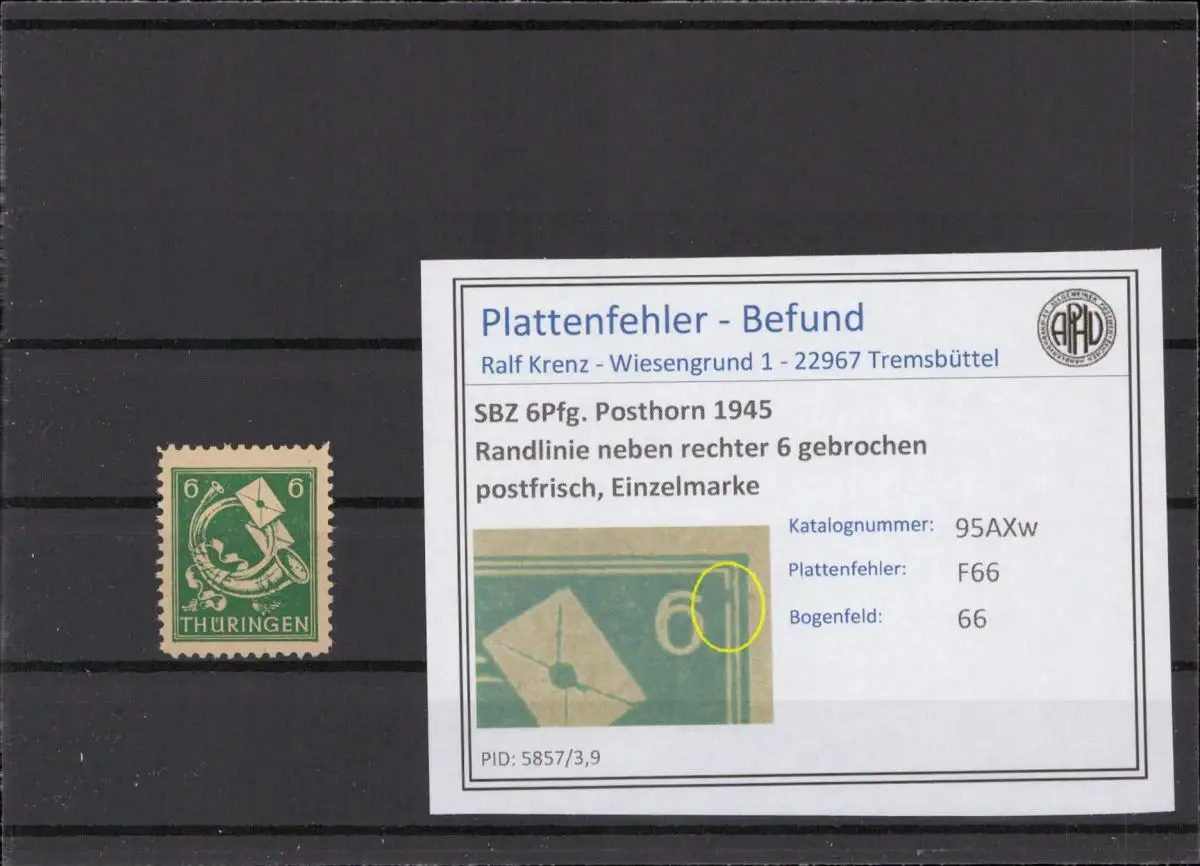 6 6
THÜRINGEN
Plattenfehler - Befund
Ralf Krenz - Wiesengrund 1 - 22967 Tremsbüttel
APHV
SBZ 6Pfg. Posthorn 1945
Randlinie neben rechter 6 gebrochen
postfrisch, Einzelmarke
6
Katalognummer: 95AXw
Plattenfehler: F66
Bogenfeld: 66
PID: 5857/3,9